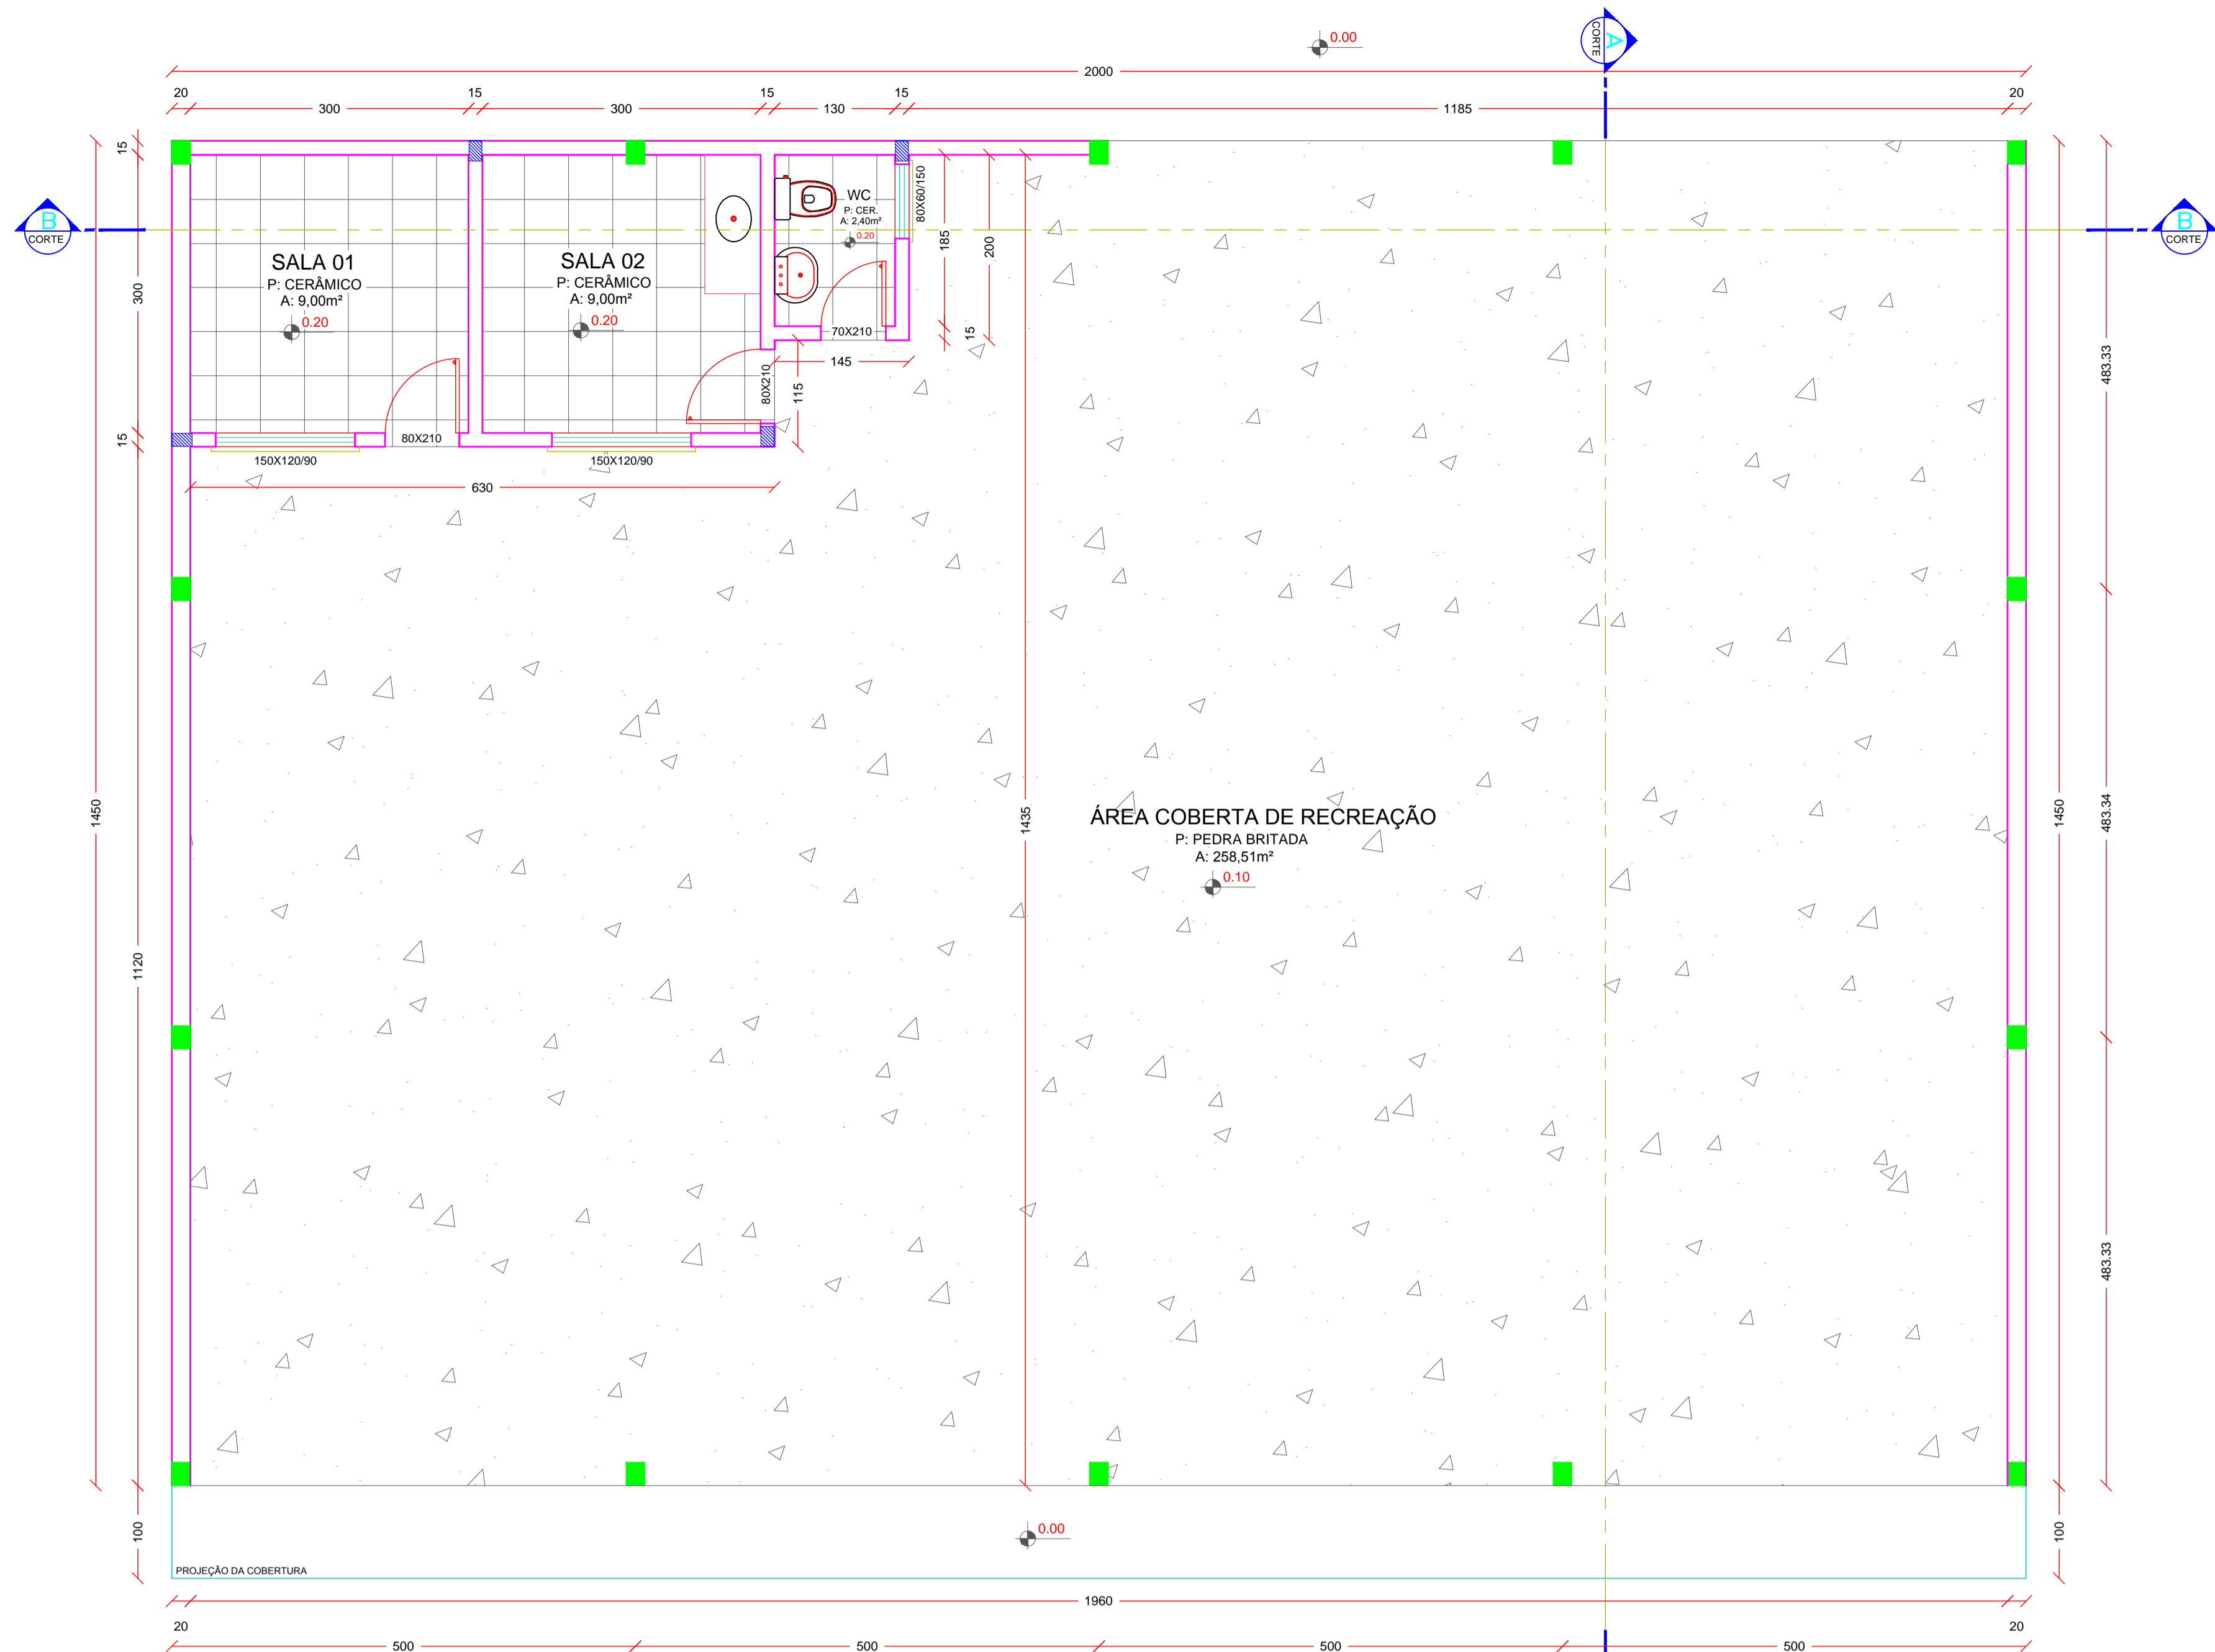 0.00
CORTE
A
2000
20
300
15
300
15
130
15
1185
20
15
300
15
1120
100
1450
B
CORTE
B
CORTE
SALA 01
P: CERÂMICO
A: 9,00m²
0.20
SALA 02
P: CERÂMICO
A: 9,00m²
0.20
WC
P: CER.
A: 2,40m²
0.20
80X60/150
185
200
15
70X210
145
80X210
115
80X210
150X120/90
150X120/90
630
1435
ÁREA COBERTA DE RECREAÇÃO
P: PEDRA BRITADA
A: 258,51m²
0.10
483.33
483.34
483.33
1450
100
0.00
PROJEÇÃO DA COBERTURA
1960
20
20
500
500
500
500